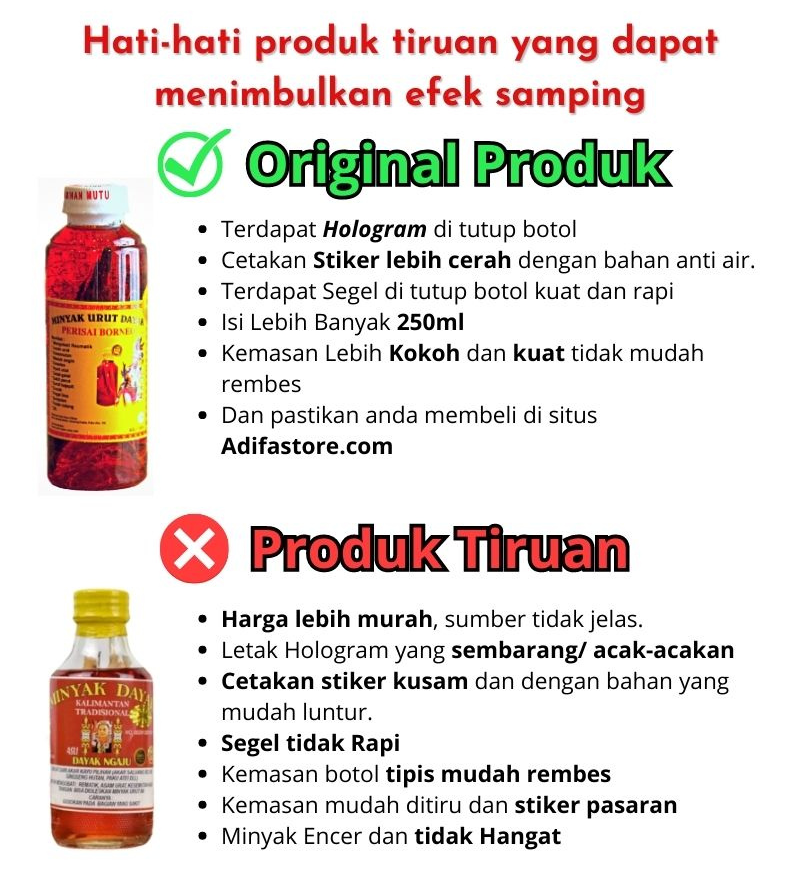 Hati-hati produk tiruan yang dapat
menimbulkan efek samping
Original Produk
MINAN MUTU
MINYAK URUT DAYAK
PERISAI BORNEO
Terdapat Hologram di tutup botol
Cetakan Stiker lebih cerah dengan bahan anti air.
Terdapat Segel di tutup botol kuat dan rapi
Isi Lebih Banyak 250ml
Kemasan Lebih Kokoh dan kuat tidak mudah
rembes
Dan pastikan anda membeli di situs
Adifastore.com
Produk Tiruan
MINYAK DAYA
KALIMANTAN
TRADISIONAL
ASLI
DAYAK NGAJU
Harga lebih murah, sumber tidak jelas.
Letak Hologram yang sembarang/ acak-acakan
Cetakan stiker kusam dan dengan bahan yang
mudah luntur.
Segel tidak Rapi
Kemasan botol tipis mudah rembes
Kemasan mudah ditiru dan stiker pasaran
Minyak Encer dan tidak Hangat